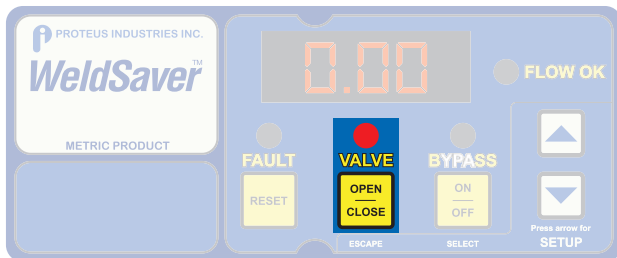 PROTEUS INDUSTRIES INC.
WeldSaver™
METRIC PRODUCT
0.00
FLOW OK
FAULT
VALVE
BYPASS
RESET
OPEN
CLOSE
ON
OFF
ESCAPE
SELECT
Press arrow for
SETUP